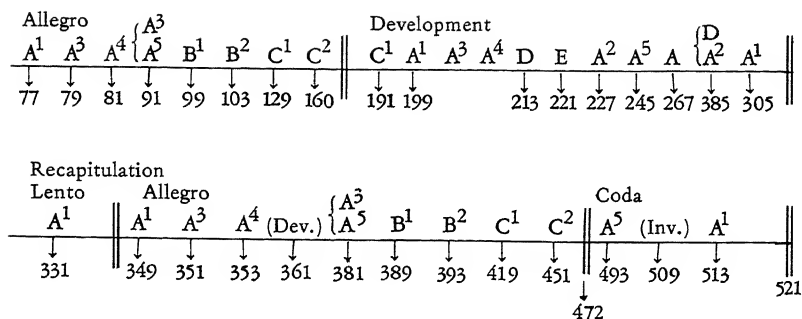 Allegro Development
A¹ A³ A⁴ {A³ A⁵ B¹ B² C¹ C² C¹ A¹ A³ A⁴ D E A² A⁵ A {D A² A¹
77 79 81 91 99 103 129 160 191 199 213 221 227 245 267 385 305
Recapitulation
Lento Allegro Coda
A¹ A¹ A³ A⁴ (Dev.) {A³ A⁵ B¹ B² C¹ C² A⁵ (Inv.) A¹
331 349 351 353 361 381 389 393 419 451 493 509 513 521
472